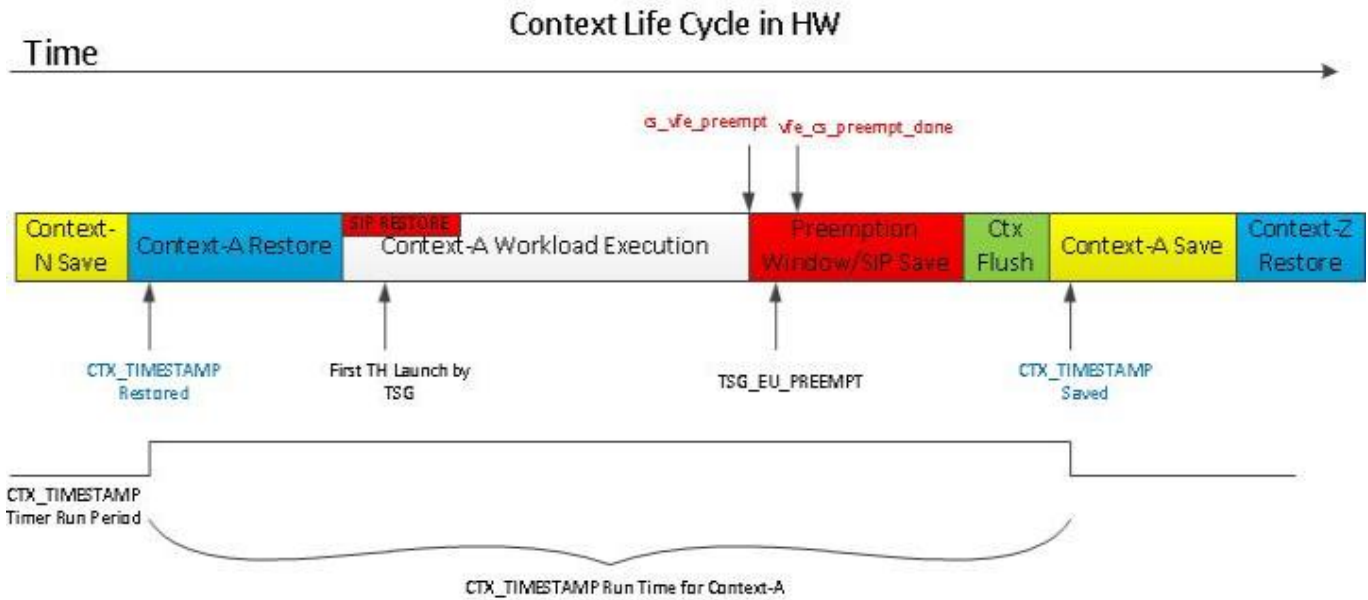 Context Life Cycle in HW
Time
cs_vfe_preempt
vfe_cs_preempt_done
Context-
N Save
Context-A Restore
SIP RESTORE
Context-A Workload Execution
Preemption
Window/SIP Save
Ctx
Flush
Context-A Save
Context-Z
Restore
CTX_TIMESTAMP
Restored
First TH Launch by
TSG
TSG_EU_PREEMPT
CTX_TIMESTAMP
Saved
CTX_TIMESTAMP
Timer Run Period
CTX_TIMESTAMP Run Time for Context-A